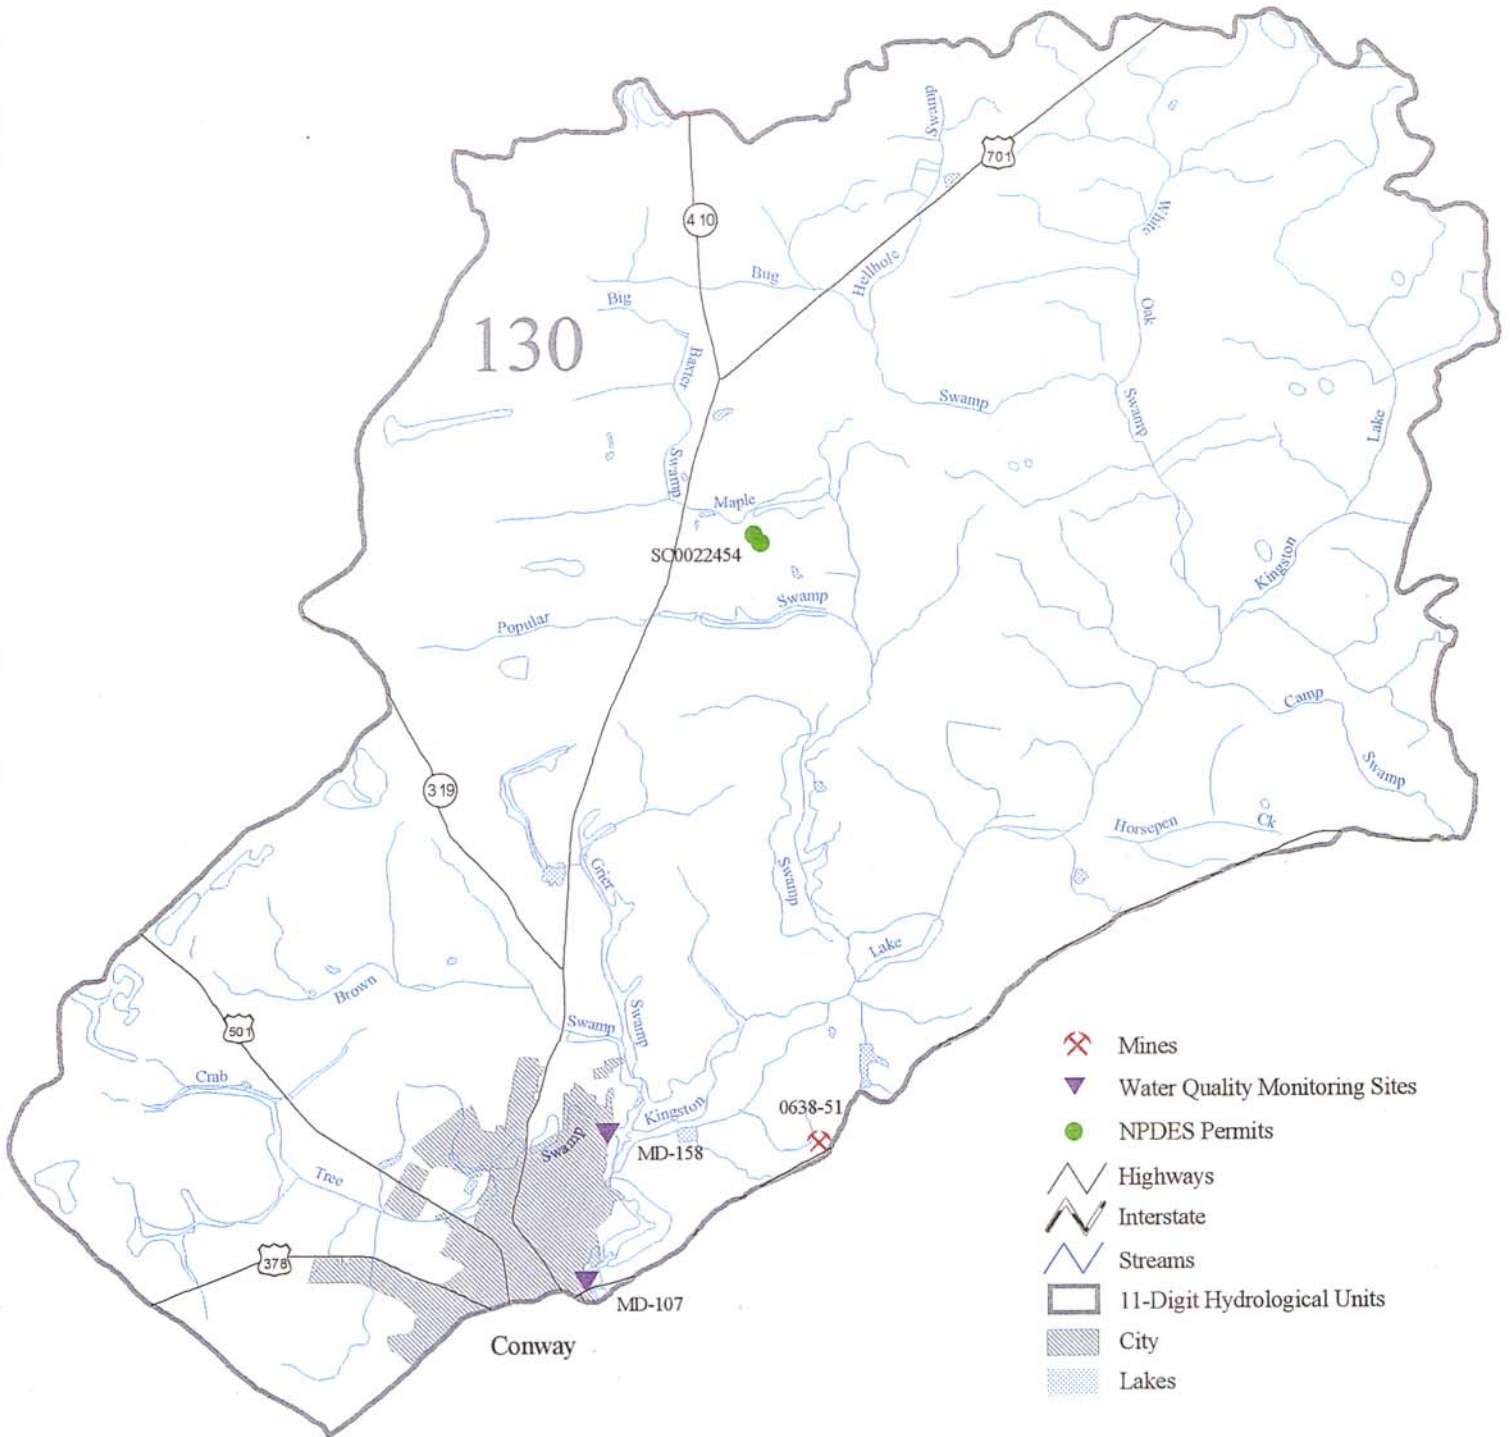 Swamp
701
White
4 10
Bug
Hellhole
Big
130
Oak
Baxter
Swamp
Swamp
Lake
Swamp
Maple
SC0022454
Kingston
Swamp
Popular
Camp
Swamp
319
Horsepen
Ck
Grier
Swamp
Lake
Brown
Swamp
Swamp
501
Crab
Kingston
0638-51
Swamp
MD-158
Tree
378
MD-107
Conway
Mines
Water Quality Monitoring Sites
NPDES Permits
Highways
Interstate
Streams
11-Digit Hydrological Units
City
Lakes